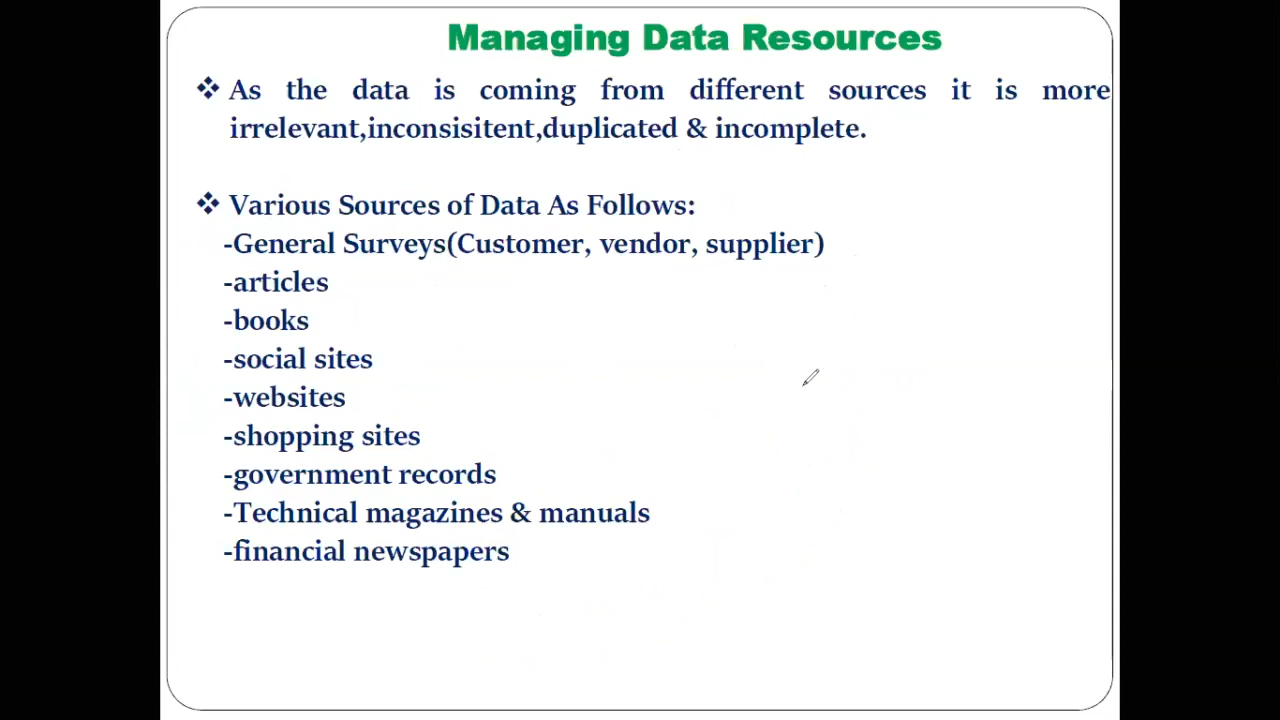 Managing Data Resources
❖ As the data is coming from different sources it is more
irrelevant,inconsisitent,duplicated & incomplete.
❖ Various Sources of Data As Follows:
-General Surveys(Customer, vendor, supplier)
-articles
-books
-social sites
-websites
-shopping sites
-government records
-Technical magazines & manuals
-financial newspapers